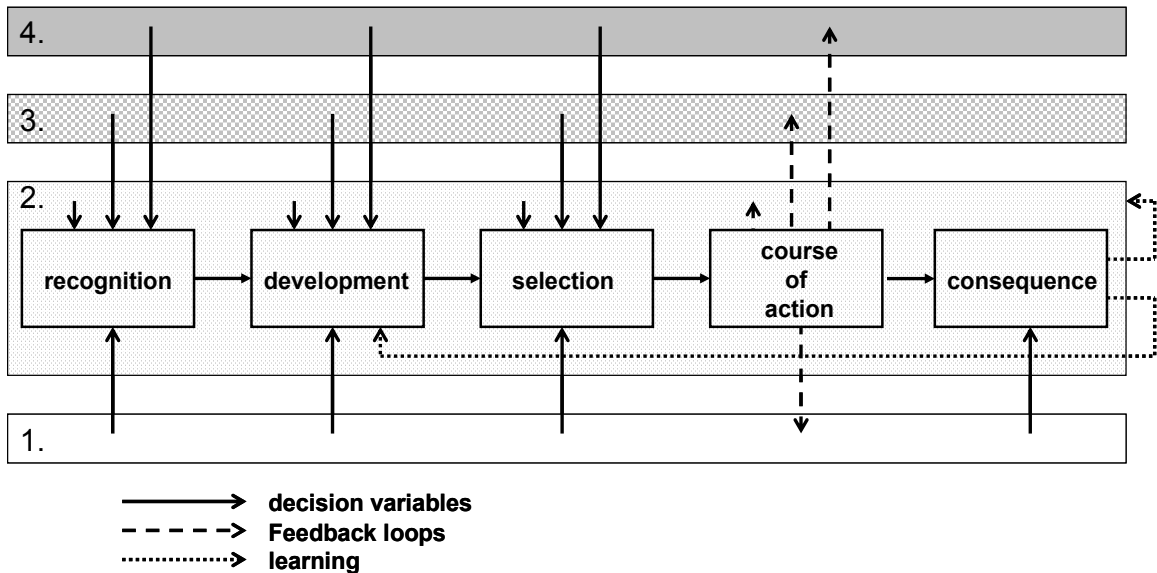 4.
3.
2.
recognition
development
selection
course
of
action
consequence
1.
decision variables
Feedback loops
learning